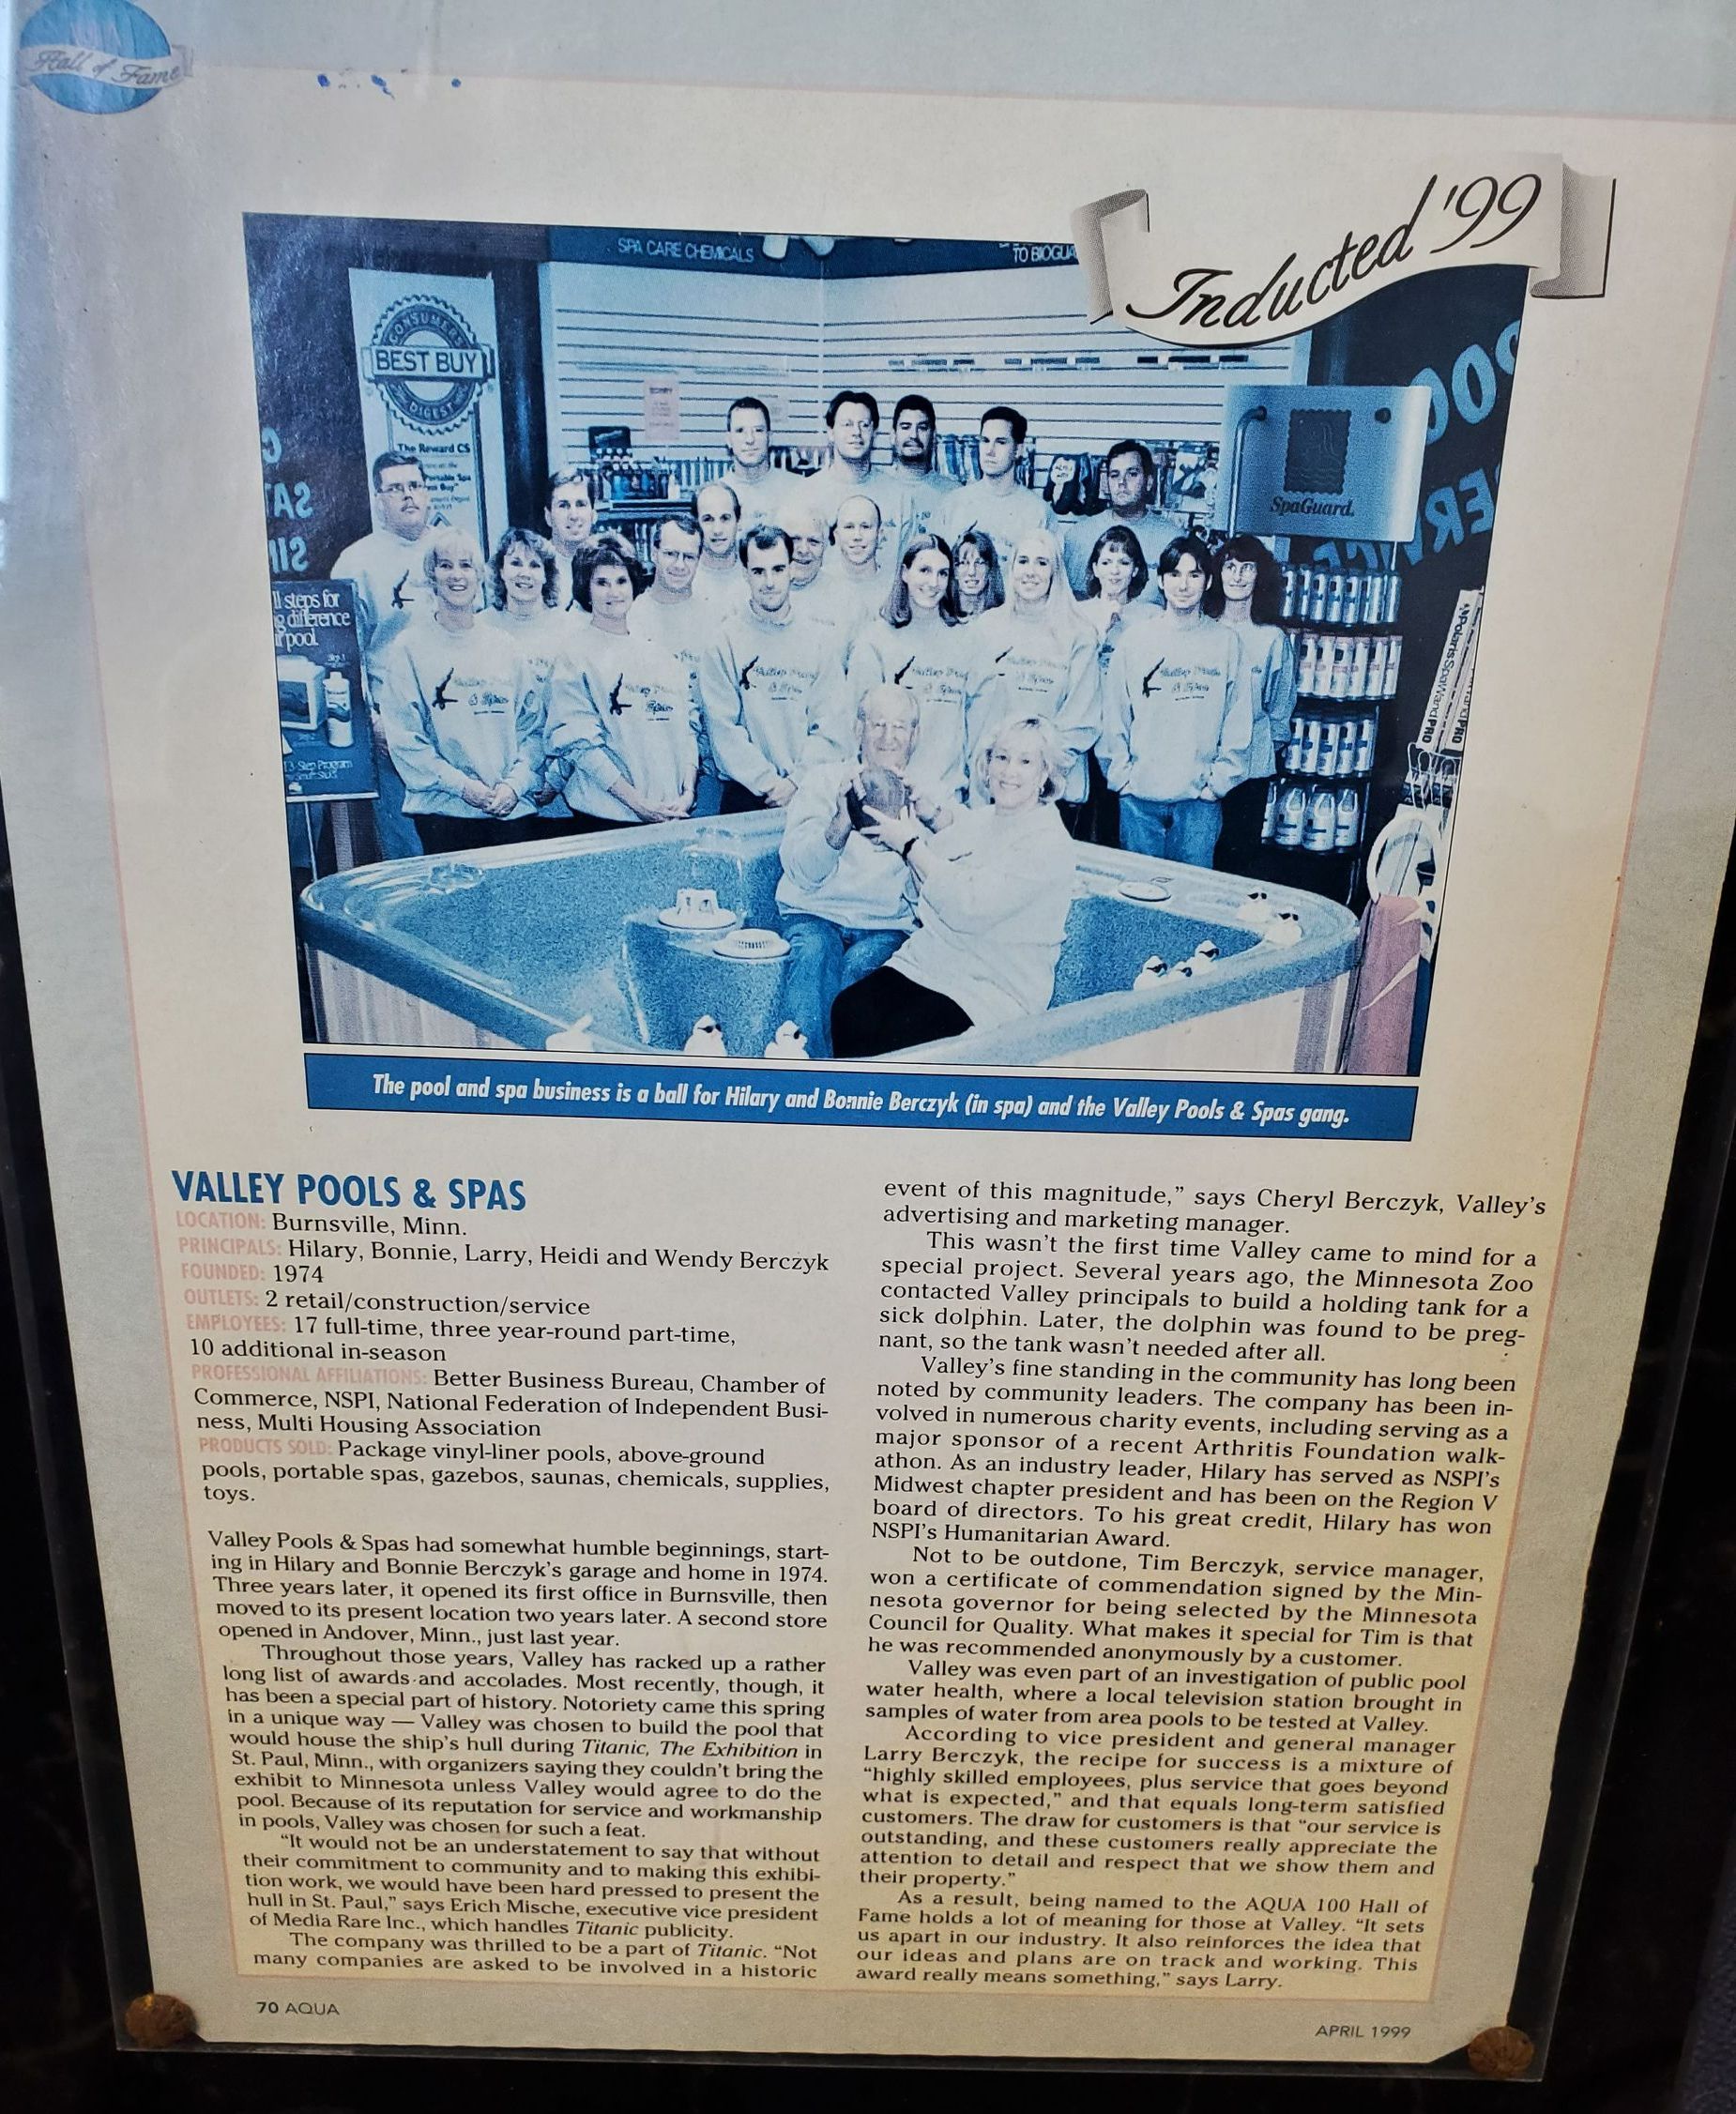 Hall of Fame
Inducted '99
SPA CARE CHEMICALS
TO BIOGUA
CONSUMERS
BEST BUY
DIGEST
The Reward CS
Portable Spa
SpaGuard.
POO
SERVICE
ll steps for
g difference
r pool.
Valley Pools
& Spas
Polaris SpaWand PRO
The pool and spa business is a ball for Hilary and Bonnie Berczyk (in spa) and the Valley Pools & Spas gang.
VALLEY POOLS & SPAS
LOCATION: Burnsville, Minn.
PRINCIPALS: Hilary, Bonnie, Larry, Heidi and Wendy Berczyk
FOUNDED: 1974
OUTLETS: 2 retail/construction/service
EMPLOYEES: 17 full-time, three year-round part-time,
10 additional in-season
PROFESSIONAL AFFILIATIONS: Better Business Bureau, Chamber of
Commerce, NSPI, National Federation of Independent Busi-
ness, Multi Housing Association
PRODUCTS SOLD: Package vinyl-liner pools, above-ground
pools, portable spas, gazebos, saunas, chemicals, supplies,
toys.
Valley Pools & Spas had somewhat humble beginnings, start-
ing in Hilary and Bonnie Berczyk's garage and home in 1974.
Three years later, it opened its first office in Burnsville, then
moved to its present location two years later. A second store
opened in Andover, Minn., just last year.
Throughout those years, Valley has racked up a rather
long list of awards and accolades. Most recently, though, it
has been a special part of history. Notoriety came this spring
in a unique way — Valley was chosen to build the pool that
would house the ship's hull during Titanic, The Exhibition in
St. Paul, Minn., with organizers saying they couldn't bring the
exhibit to Minnesota unless Valley would agree to do the
pool. Because of its reputation for service and workmanship
in pools, Valley was chosen for such a feat.
"It would not be an understatement to say that without
their commitment to community and to making this exhibi-
tion work, we would have been hard pressed to present the
hull in St. Paul," says Erich Mische, executive vice president
of Media Rare Inc., which handles Titanic publicity.
The company was thrilled to be a part of Titanic. "Not
many companies are asked to be involved in a historic
event of this magnitude," says Cheryl Berczyk, Valley's
advertising and marketing manager.
This wasn't the first time Valley came to mind for a
special project. Several years ago, the Minnesota Zoo
contacted Valley principals to build a holding tank for a
sick dolphin. Later, the dolphin was found to be preg-
nant, so the tank wasn't needed after all.
Valley's fine standing in the community has long been
noted by community leaders. The company has been in-
volved in numerous charity events, including serving as a
major sponsor of a recent Arthritis Foundation walk-
athon. As an industry leader, Hilary has served as NSPI's
Midwest chapter president and has been on the Region V
board of directors. To his great credit, Hilary has won
NSPI's Humanitarian Award.
Not to be outdone, Tim Berczyk, service manager,
won a certificate of commendation signed by the Min-
nesota governor for being selected by the Minnesota
Council for Quality. What makes it special for Tim is that
he was recommended anonymously by a customer.
Valley was even part of an investigation of public pool
water health, where a local television station brought in
samples of water from area pools to be tested at Valley.
According to vice president and general manager
Larry Berczyk, the recipe for success is a mixture of
"highly skilled employees, plus service that goes beyond
what is expected," and that equals long-term satisfied
customers. The draw for customers is that "our service is
outstanding, and these customers really appreciate the
attention to detail and respect that we show them and
their property."
As a result, being named to the AQUA 100 Hall of
Fame holds a lot of meaning for those at Valley. "It sets
us apart in our industry. It also reinforces the idea that
our ideas and plans are on track and working. This
award really means something," says Larry.
70 AQUA
APRIL 1999